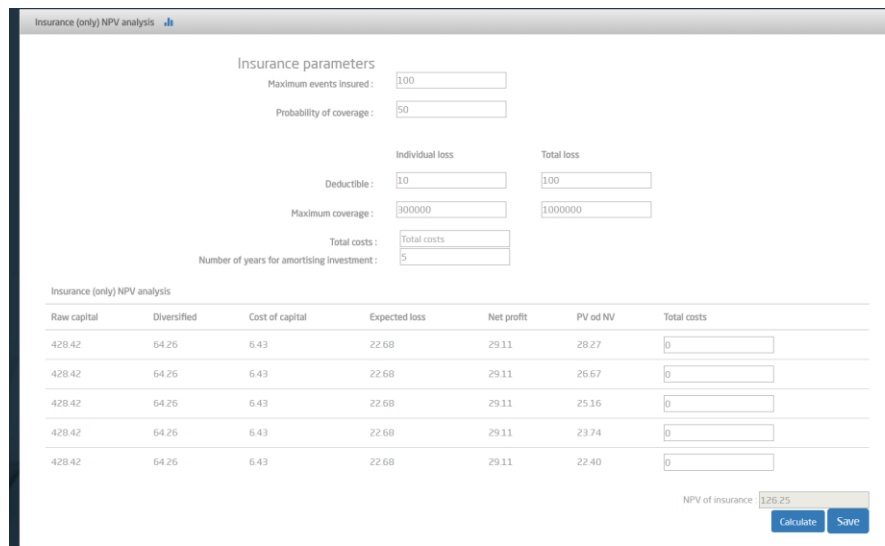 Insurance (only) NPV analysis
Insurance parameters
Maximum events insured : 100
Probability of coverage : 50
Individual loss Total loss
Deductible : 10 100
Maximum coverage : 300000 1000000
Total costs : Total costs
Number of years for amortising investment : 5
Insurance (only) NPV analysis
Raw capital Diversified Cost of capital Expected loss Net profit PV od NV Total costs
428.42 64.26 6.43 22.68 29.11 28.27 0
428.42 64.26 6.43 22.68 29.11 26.67 0
428.42 64.26 6.43 22.68 29.11 25.16 0
428.42 64.26 6.43 22.68 29.11 23.74 0
428.42 64.26 6.43 22.68 29.11 22.40 0
NPV of insurance : 126.25
Calculate Save